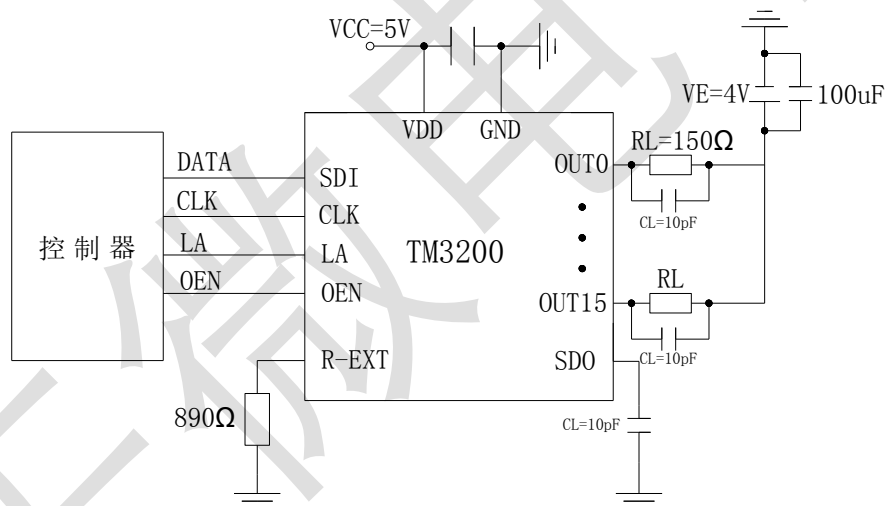 VCC=5V
VE=4V
100uF
VDD
GND
RL=150Ω
DATA
SDI
OUT0
CLK
CLK
CL=10pF
控制器
LA
LA
TM3200
OEN
OEN
RL
OUT15
R-EXT
SDO
CL=10pF
890Ω
CL=10pF